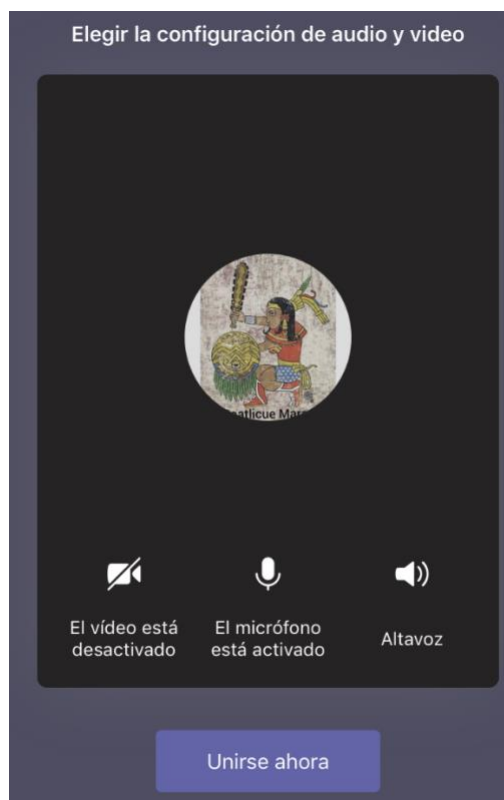 Elegir la configuración de audio y video
El vídeo está
desactivado
El micrófono
está activado
Altavoz
Unirse ahora